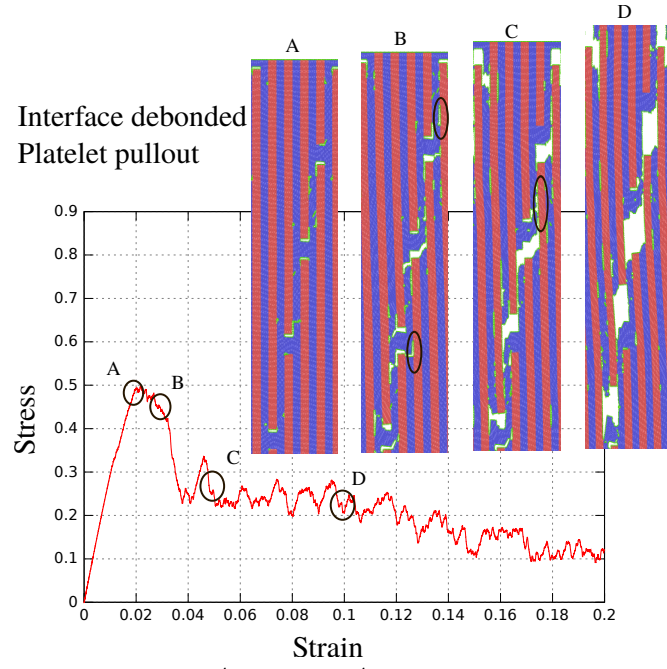 A
B
C
D
Interface debonded
Platelet pullout
0.9
0.8
0.7
0.6
0.5
0.4
0.3
0.2
0.1
0
A
B
C
D
Stress
0
0.02
0.04
0.06
0.08
0.1
0.12
0.14
0.16
0.18
0.2
Strain